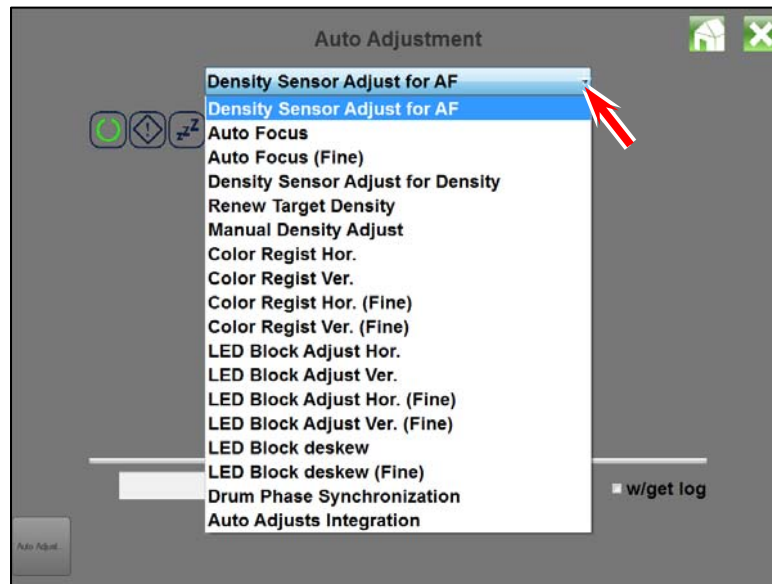 Auto Adjustment
Density Sensor Adjust for AF
Density Sensor Adjust for AF
Auto Focus
Auto Focus (Fine)
Density Sensor Adjust for Density
Renew Target Density
Manual Density Adjust
Color Regist Hor.
Color Regist Ver.
Color Regist Hor. (Fine)
Color Regist Ver. (Fine)
LED Block Adjust Hor.
LED Block Adjust Ver.
LED Block Adjust Hor. (Fine)
LED Block Adjust Ver. (Fine)
LED Block deskew
LED Block deskew (Fine)
Drum Phase Synchronization
Auto Adjusts Integration
w/get log
Auto Adjust...
zZZ